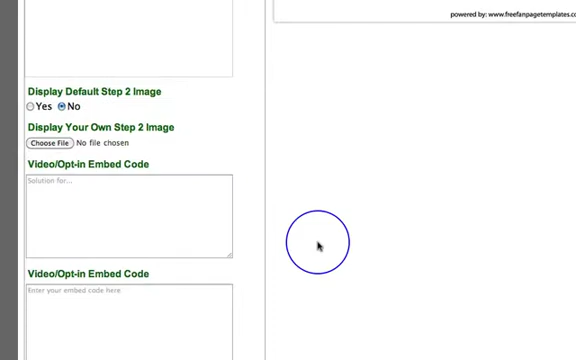 powered by: www.freefanpagetemplates.co
Display Default Step 2 Image
Yes No
Display Your Own Step 2 Image
Choose File No file chosen
Video/Opt-in Embed Code
Solution for...
Video/Opt-in Embed Code
Enter your embed code here